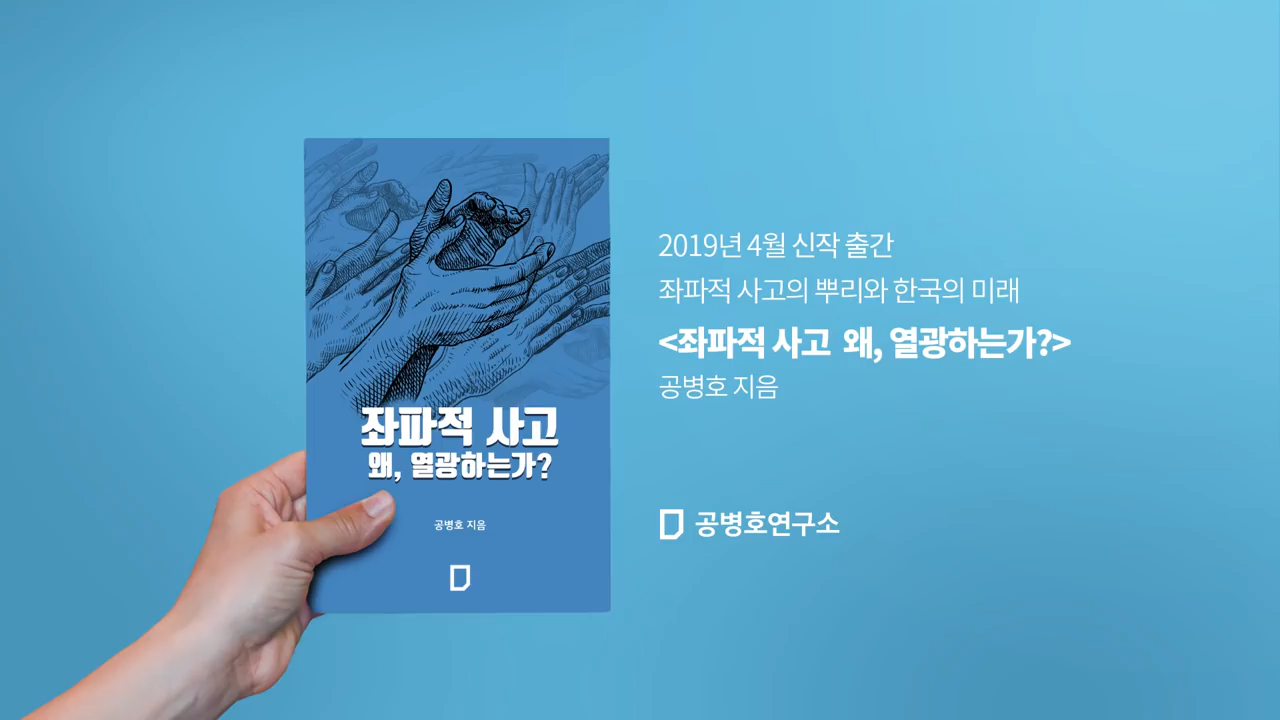 좌파적 사고
왜, 열광하는가?
공병호 지음
2019년 4월 신작 출간
좌파적 사고의 뿌리와 한국의 미래
<좌파적 사고 왜, 열광하는가?>
공병호 지음
공병호연구소